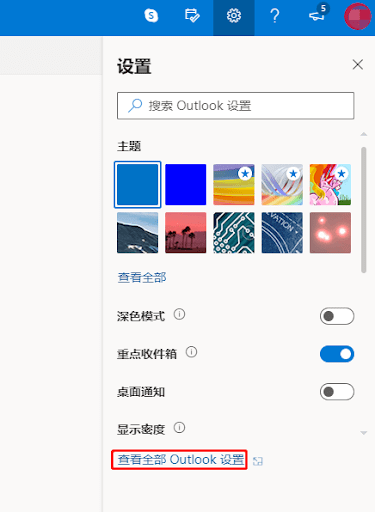 5
设置
搜索 Outlook 设置
主题
查看全部
深色模式
重点收件箱
桌面通知
显示密度
查看全部 Outlook 设置